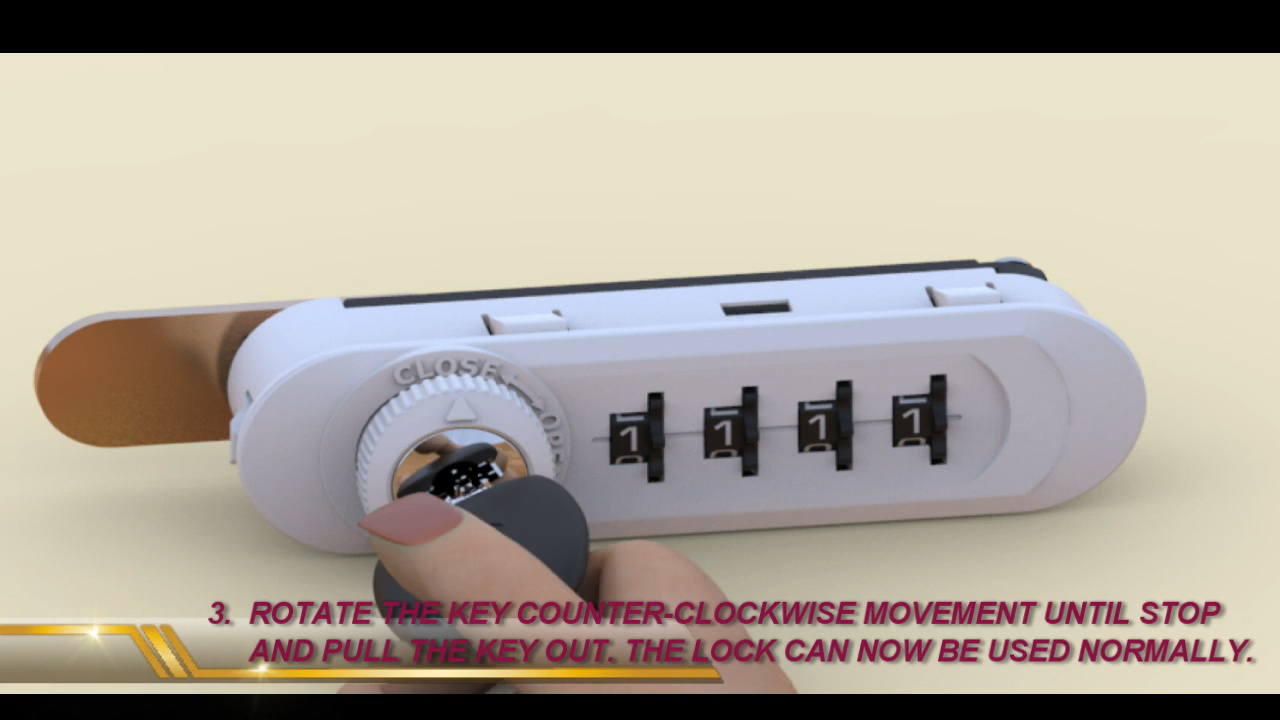 CLOSE
OPE
1 1 1 1
3. ROTATE THE KEY COUNTER-CLOCKWISE MOVEMENT UNTIL STOP
AND PULL THE KEY OUT. THE LOCK CAN NOW BE USED NORMALLY.